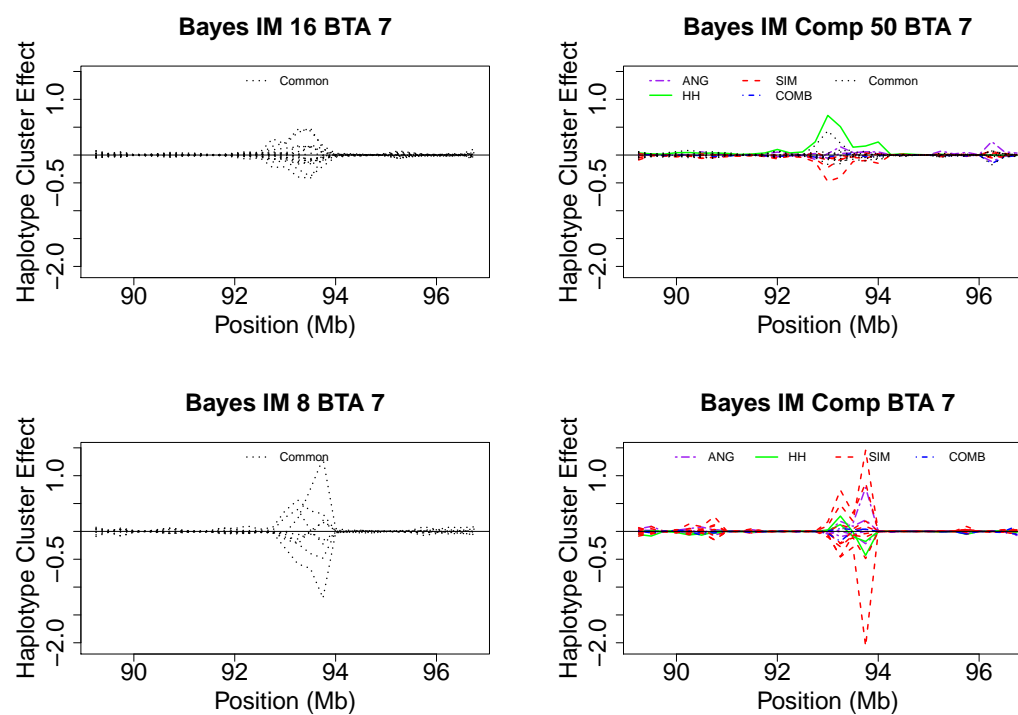 Bayes IM 16 BTA 7
Haplotype Cluster Effect
1.0
−0.5
−2.0
Common
90 92 94 96
Position (Mb)
Bayes IM Comp 50 BTA 7
Haplotype Cluster Effect
1.0
−0.5
−2.0
ANG SIM Common
HH COMB
90 92 94 96
Position (Mb)
Bayes IM 8 BTA 7
Haplotype Cluster Effect
1.0
−0.5
−2.0
Common
90 92 94 96
Position (Mb)
Bayes IM Comp BTA 7
Haplotype Cluster Effect
1.0
−0.5
−2.0
ANG HH SIM COMB
90 92 94 96
Position (Mb)